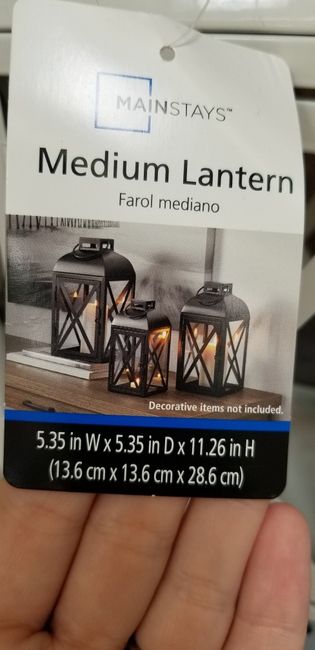 MAINSTAYS™
Medium Lantern
Farol mediano
Decorative items not included.
5.35 in W x 5.35 in D x 11.26 in H
(13.6 cm x 13.6 cm x 28.6 cm)